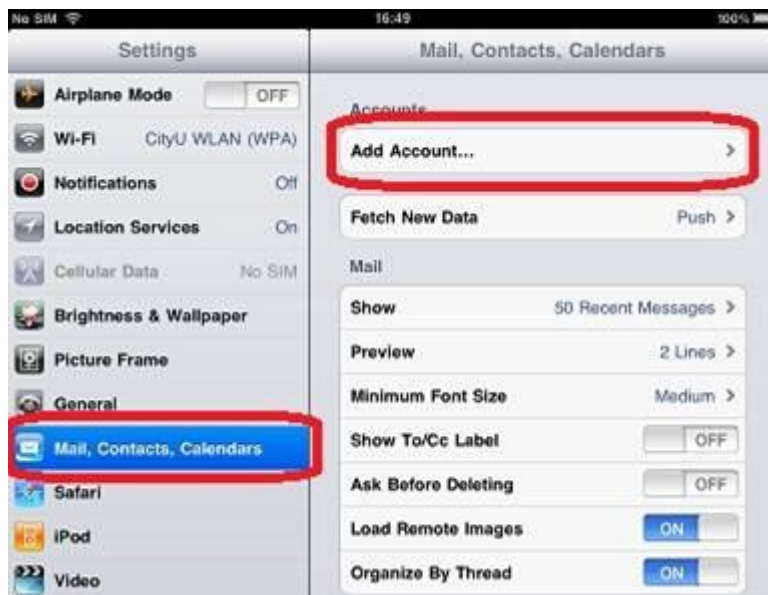 No SIM 16:49 100%
Settings
Airplane Mode OFF
Wi-Fi CityU WLAN (WPA)
Notifications Off
Location Services On
Cellular Data No SIM
Brightness & Wallpaper
Picture Frame
General
Mail, Contacts, Calendars
Safari
iPod
Video
Mail, Contacts, Calendars
Accounts
Add Account...
Fetch New Data Push
Mail
Show 50 Recent Messages
Preview 2 Lines
Minimum Font Size Medium
Show To/Cc Label OFF
Ask Before Deleting OFF
Load Remote Images ON
Organize By Thread ON